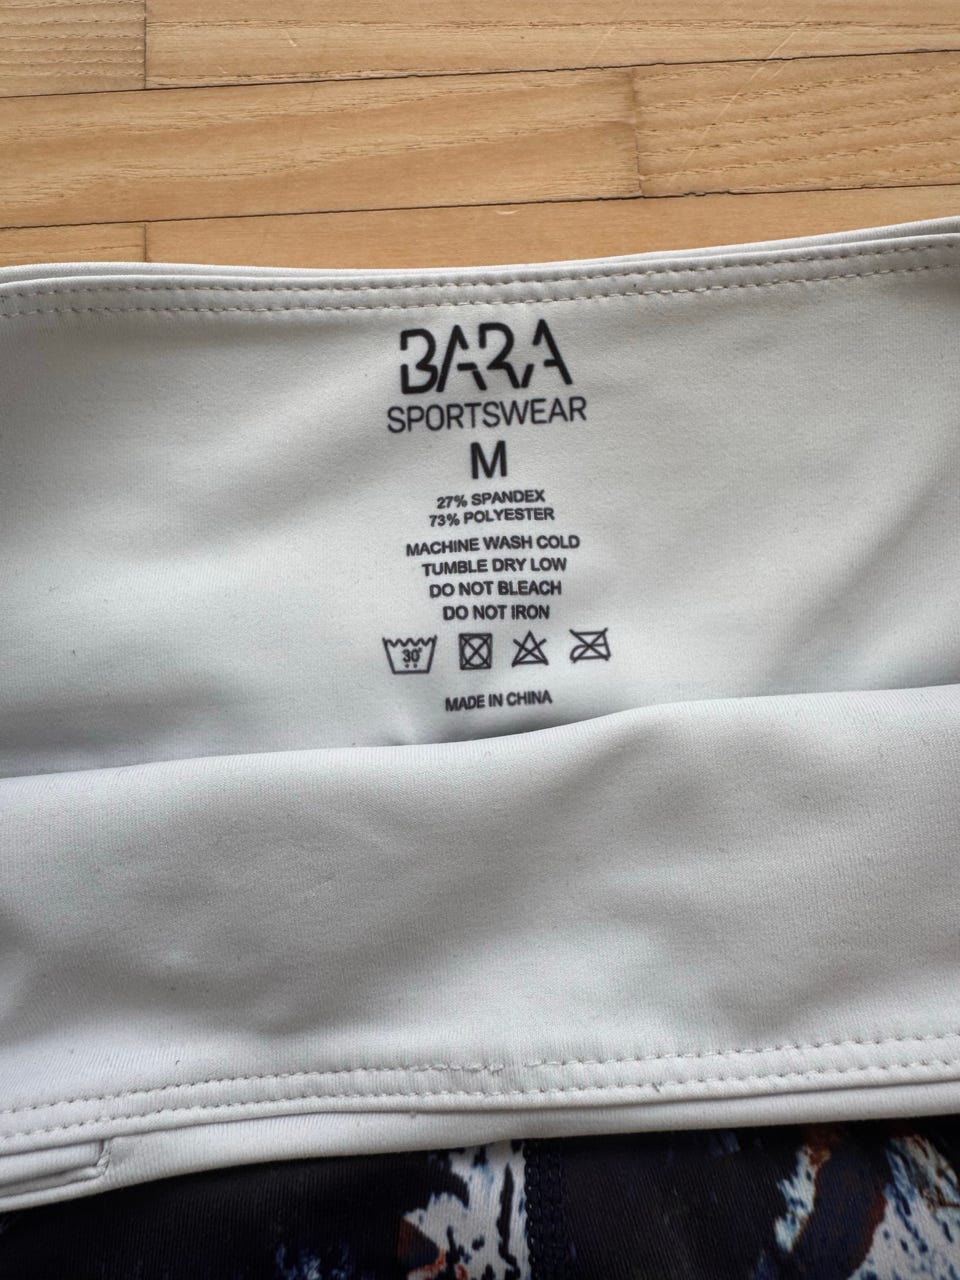 BARA
SPORTSWEAR
M
27% SPANDEX
73% POLYESTER
MACHINE WASH COLD
TUMBLE DRY LOW
DO NOT BLEACH
DO NOT IRON
30°
MADE IN CHINA